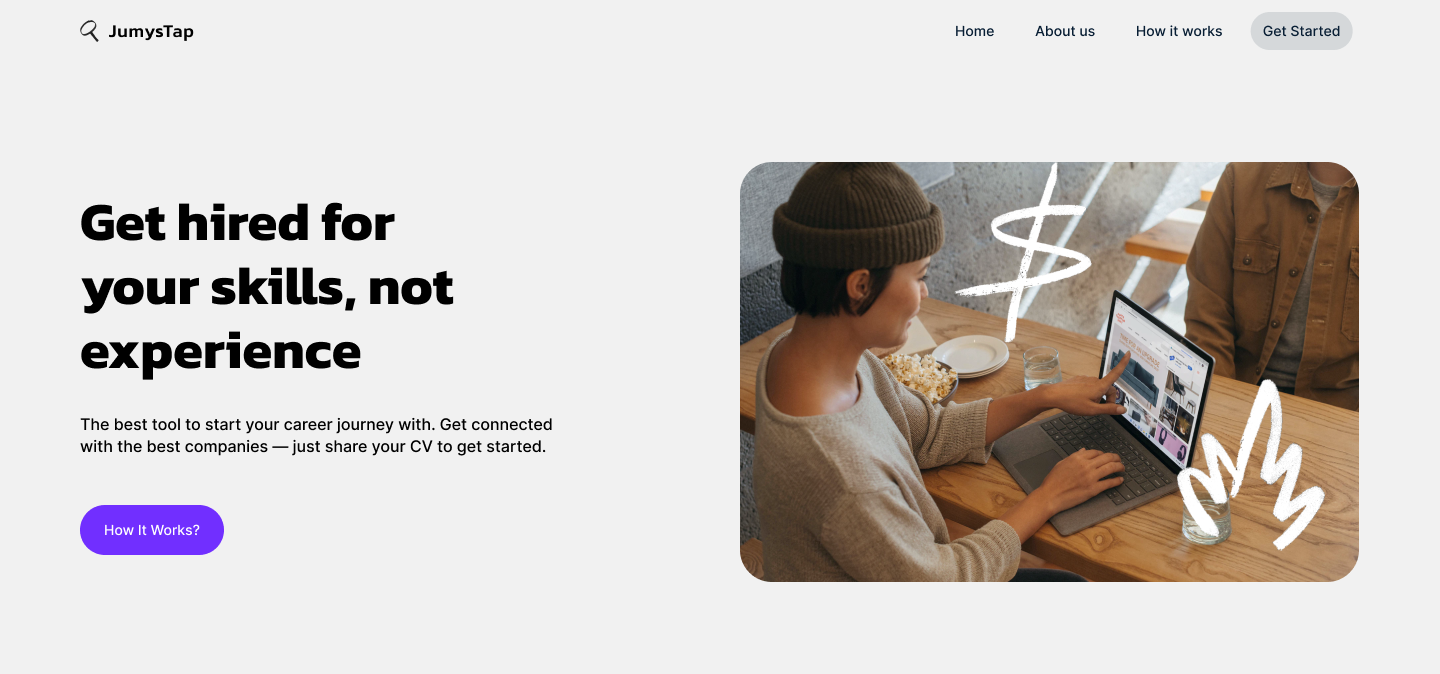 JumysTap
Home
About us
How it works
Get Started
Get hired for
your skills, not
experience
The best tool to start your career journey with. Get connected
with the best companies — just share your CV to get started.
How It Works?
$